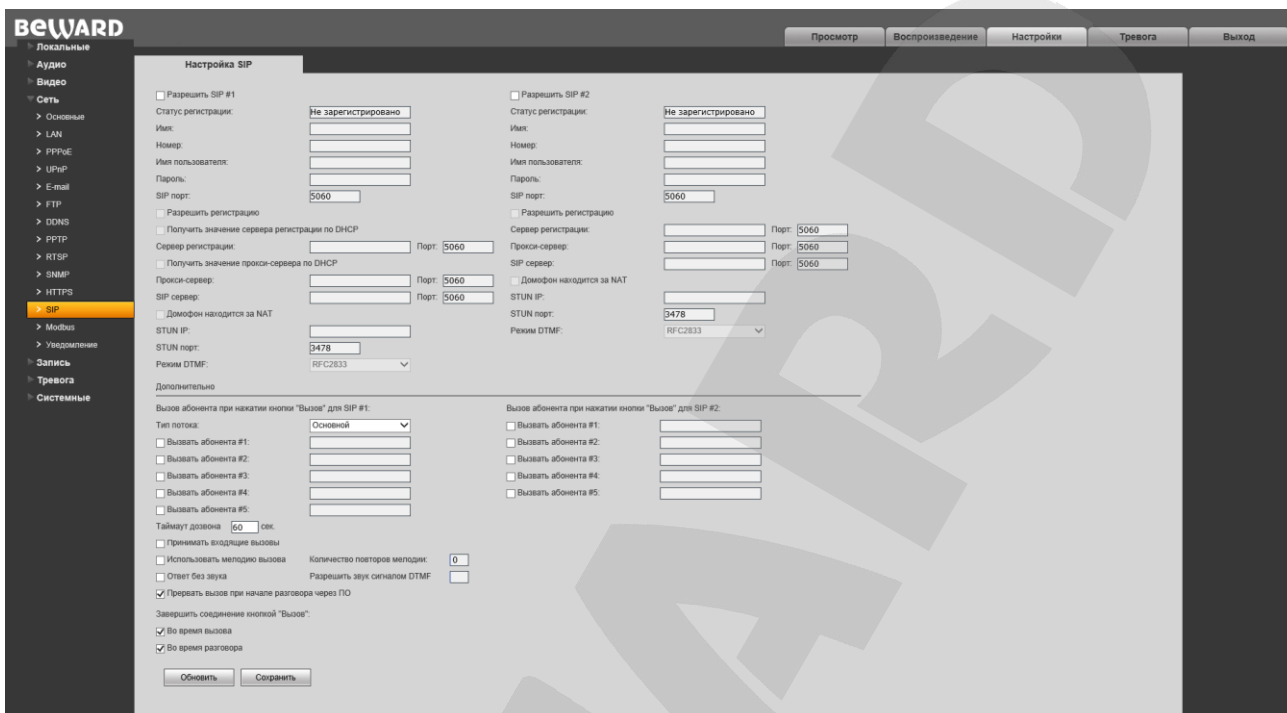 BEWARD
Просмотр
Воспроизведение
Настройки
Тревога
Выход
Локальные
Аудио
Видео
Сеть
> Основные
> LAN
> PPPoE
> UPnP
> E-mail
> FTP
> DDNS
> PPTP
> RTSP
> SNMP
> HTTPS
> SIP
> Modbus
> Уведомление
Запись
Тревога
Системные
Настройка SIP
Разрешить SIP #1
Статус регистрации: Не зарегистрировано
Имя:
Номер:
Имя пользователя:
Пароль:
SIP порт: 5060
Разрешить регистрацию
Получить значение сервера регистрации по DHCP
Сервер регистрации: Порт: 5060
Получить значение прокси-сервера по DHCP
Прокси-сервер: Порт: 5060
SIP сервер: Порт: 5060
Домофон находится за NAT
STUN IP:
STUN порт: 3478
Режим DTMF: RFC2833
Разрешить SIP #2
Статус регистрации: Не зарегистрировано
Имя:
Номер:
Имя пользователя:
Пароль:
SIP порт: 5060
Разрешить регистрацию
Сервер регистрации: Порт: 5060
Прокси-сервер: Порт: 5060
SIP сервер: Порт: 5060
Домофон находится за NAT
STUN IP:
STUN порт: 3478
Режим DTMF: RFC2833
Дополнительно
Вызов абонента при нажатии кнопки "Вызов" для SIP #1:
Тип потока: Основной
Вызвать абонента #1:
Вызвать абонента #2:
Вызвать абонента #3:
Вызвать абонента #4:
Вызвать абонента #5:
Вызов абонента при нажатии кнопки "Вызов" для SIP #2:
Вызвать абонента #1:
Вызвать абонента #2:
Вызвать абонента #3:
Вызвать абонента #4:
Вызвать абонента #5:
Таймаут дозвона 60 сек.
Принимать входящие вызовы
Использовать мелодию вызова Количество повторов мелодии: 0
Ответ без звука Разрешить звук сигналом DTMF
Прервать вызов при начале разговора через ПО
Завершить соединение кнопкой "Вызов":
Во время вызова
Во время разговора
Обновить
Сохранить